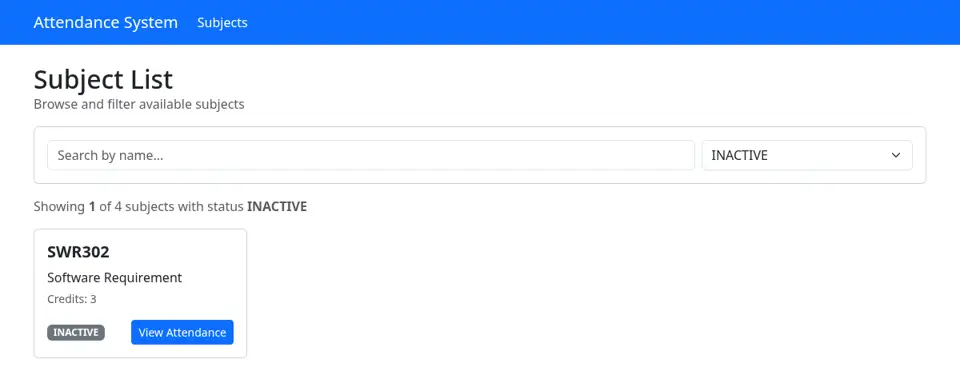 Attendance System Subjects
Subject List
Browse and filter available subjects
Search by name... INACTIVE
Showing 1 of 4 subjects with status INACTIVE
SWR302
Software Requirement
Credits: 3
INACTIVE View Attendance